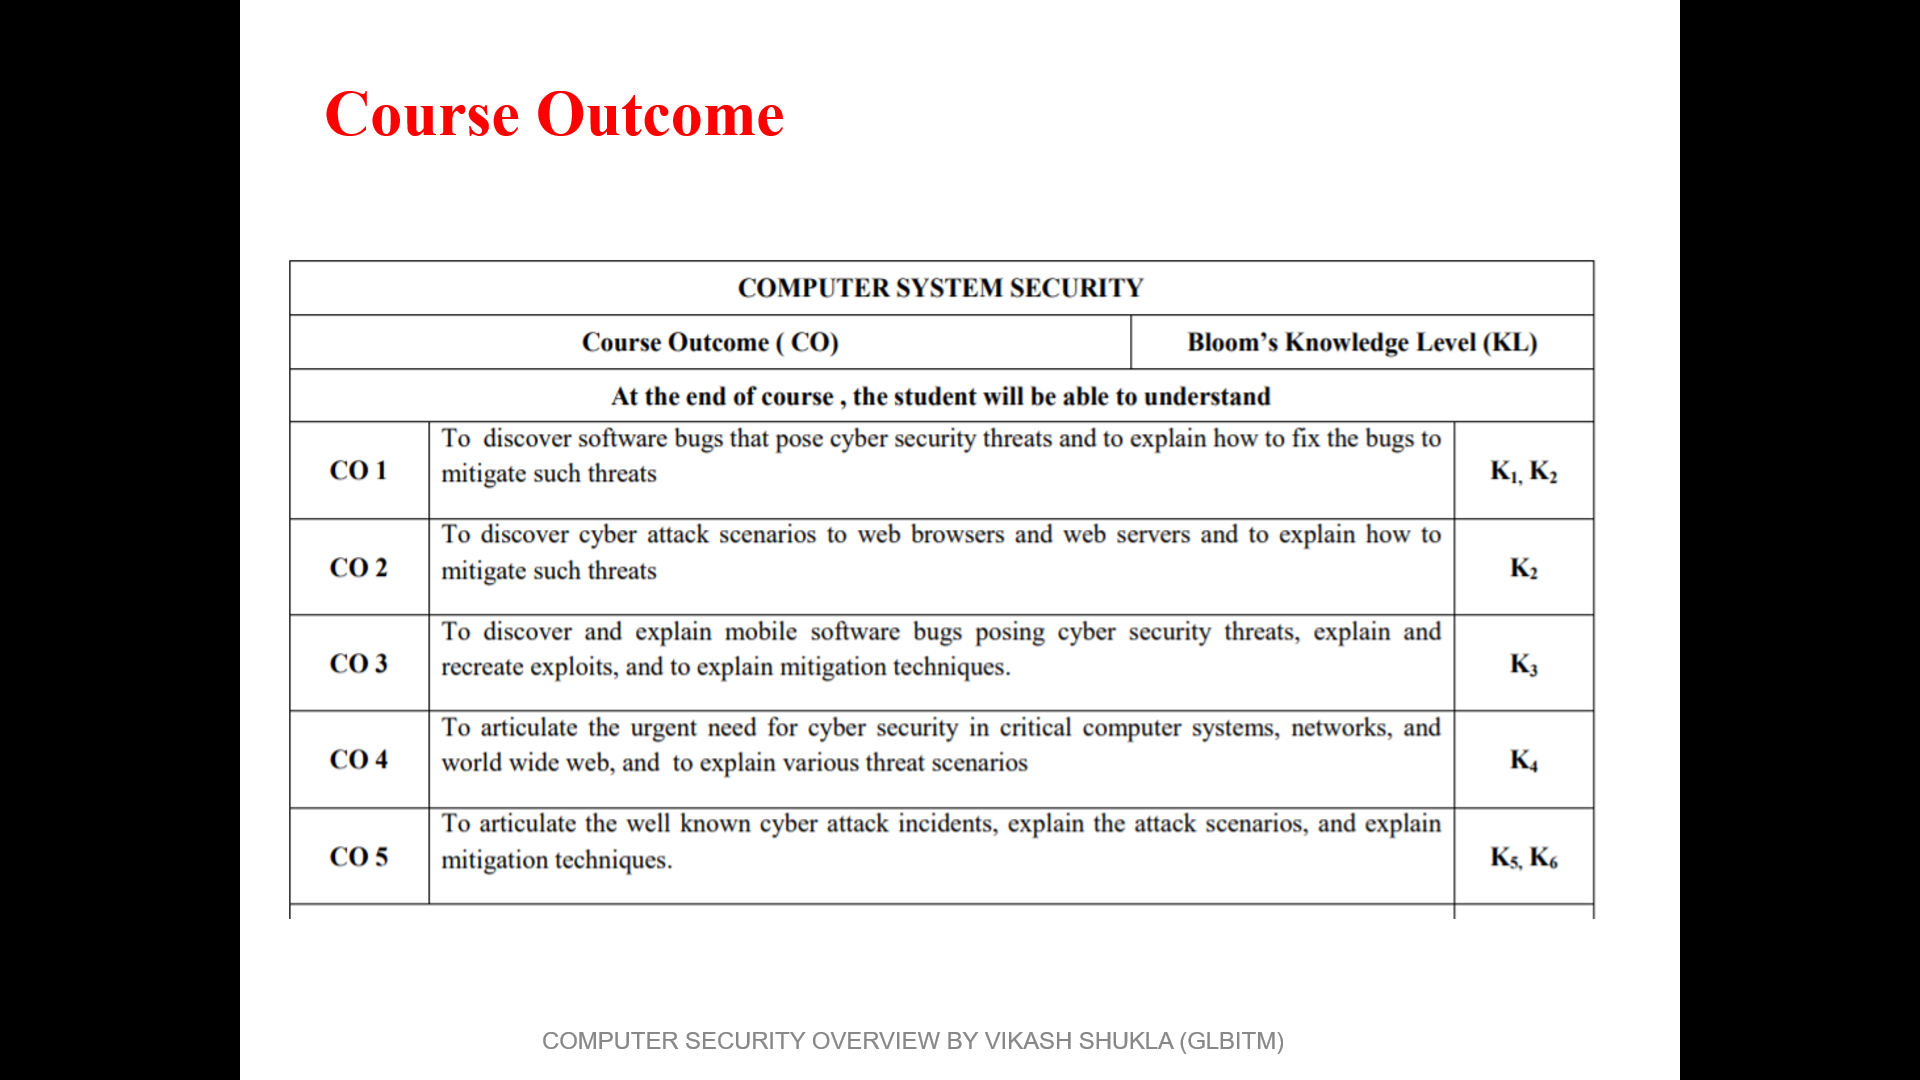 Course Outcome
COMPUTER SYSTEM SECURITY
Course Outcome ( CO)
Bloom’s Knowledge Level (KL)
At the end of course , the student will be able to understand
CO 1
To discover software bugs that pose cyber security threats and to explain how to fix the bugs to
mitigate such threats
K1, K2
CO 2
To discover cyber attack scenarios to web browsers and web servers and to explain how to
mitigate such threats
K2
CO 3
To discover and explain mobile software bugs posing cyber security threats, explain and
recreate exploits, and to explain mitigation techniques.
K3
CO 4
To articulate the urgent need for cyber security in critical computer systems, networks, and
world wide web, and to explain various threat scenarios
K4
CO 5
To articulate the well known cyber attack incidents, explain the attack scenarios, and explain
mitigation techniques.
K5, K6
COMPUTER SECURITY OVERVIEW BY VIKASH SHUKLA (GLBITM)